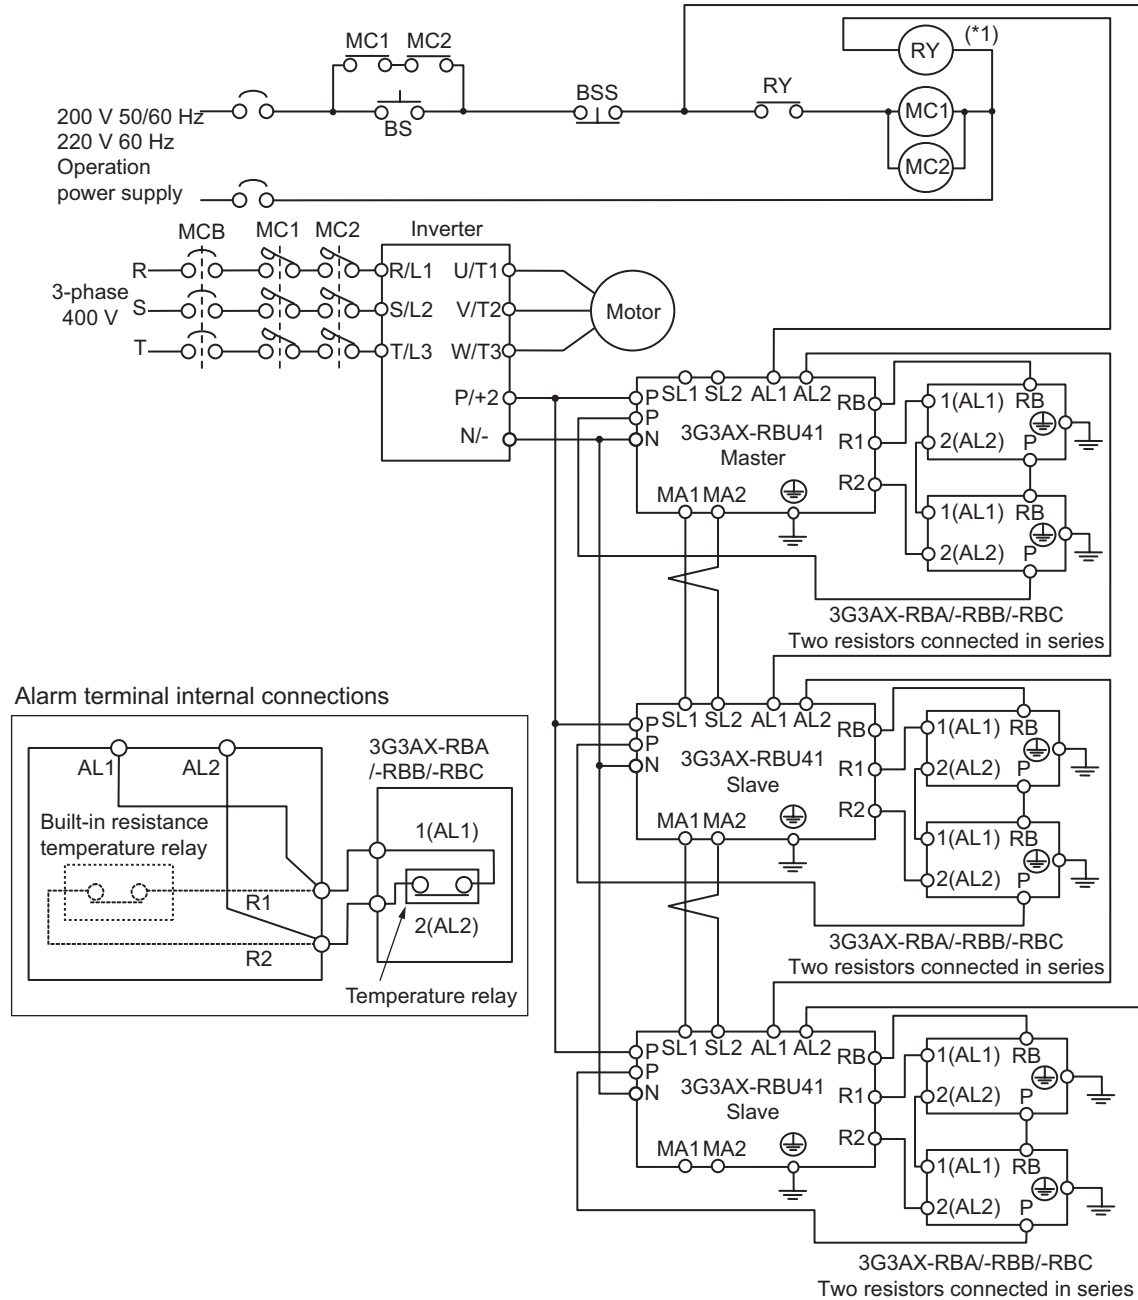 MC1 MC2
RY (*1)
200 V 50/60 Hz
220 V 60 Hz
Operation
power supply
BS
BSS
RY
MC1
MC2
MCB MC1 MC2 Inverter
3-phase
400 V
R
S
T
R/L1 U/T1
S/L2 V/T2
T/L3 W/T3
P/+2
N/-
Motor
P SL1 SL2 AL1 AL2 RB
P
N
3G3AX-RBU41
Master
R1
R2
MA1 MA2
1(AL1) RB
2(AL2) P
1(AL1) RB
2(AL2) P
3G3AX-RBA/-RBB/-RBC
Two resistors connected in series
P SL1 SL2 AL1 AL2 RB
P
N
3G3AX-RBU41
Slave
R1
R2
MA1 MA2
1(AL1) RB
2(AL2) P
1(AL1) RB
2(AL2) P
3G3AX-RBA/-RBB/-RBC
Two resistors connected in series
P SL1 SL2 AL1 AL2 RB
P
N
3G3AX-RBU41
Slave
R1
R2
MA1 MA2
1(AL1) RB
2(AL2) P
1(AL1) RB
2(AL2) P
3G3AX-RBA/-RBB/-RBC
Two resistors connected in series
Alarm terminal internal connections
AL1 AL2
3G3AX-RBA
/-RBB/-RBC
Built-in resistance
temperature relay
R1
R2
1(AL1)
2(AL2)
Temperature relay